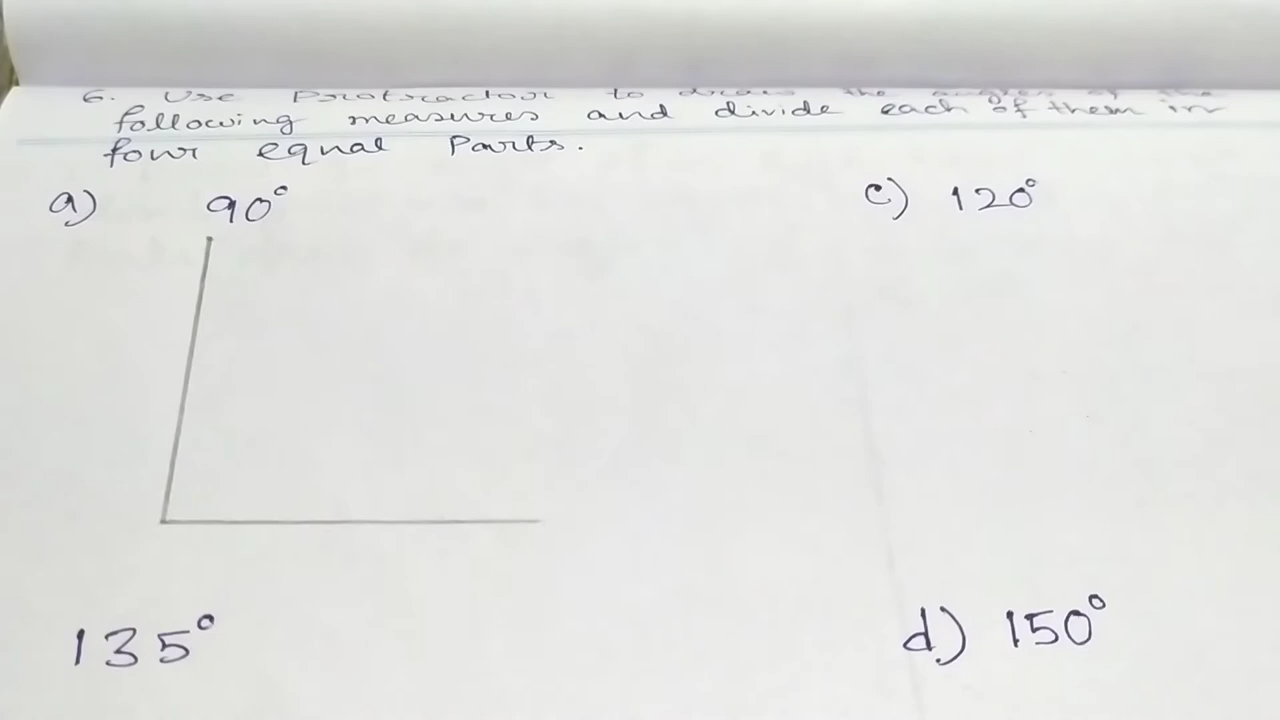 6. Use Protractor to draw the angles of the
following measures and divide each of them in
four equal Parts.
a) 90°
c) 120°
135°
d.) 150°